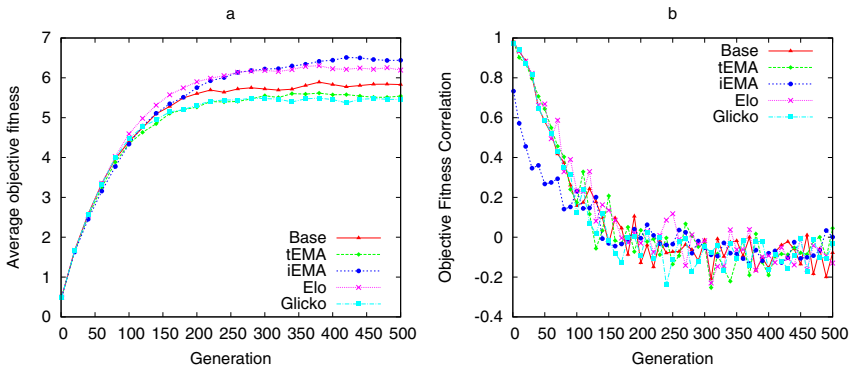 a
Average objective fitness
7
6
5
4
3
2
1
0
Base
tEMA
iEMA
Elo
Glicko
0 50 100 150 200 250 300 350 400 450 500
Generation
b
Objective Fitness Correlation
1
0.8
0.6
0.4
0.2
0
-0.2
-0.4
Base
tEMA
iEMA
Elo
Glicko
0 50 100 150 200 250 300 350 400 450 500
Generation